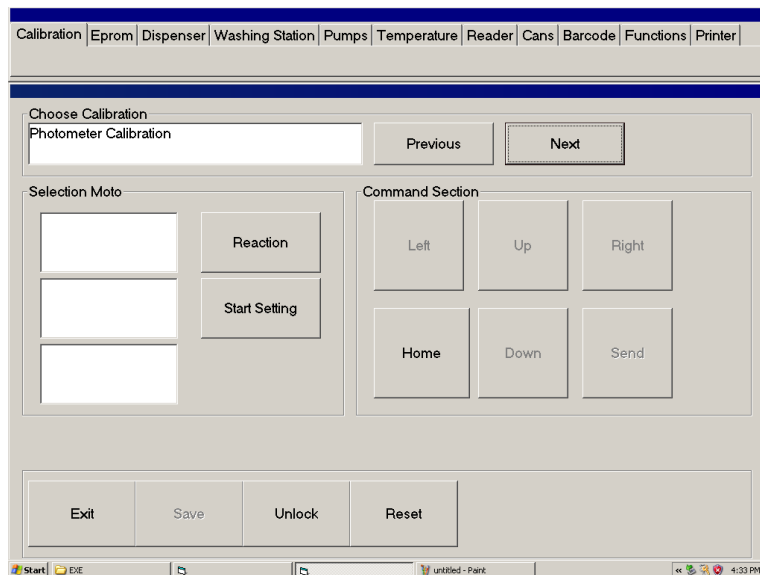 Calibration Eprom Dispenser Washing Station Pumps Temperature Reader Cans Barcode Functions Printer
Choose Calibration
Photometer Calibration
Previous
Next
Selection Moto
Reaction
Start Setting
Command Section
Left
Up
Right
Home
Down
Send
Exit
Save
Unlock
Reset
Start
EXE
untitled - Paint
« 4:33 PM